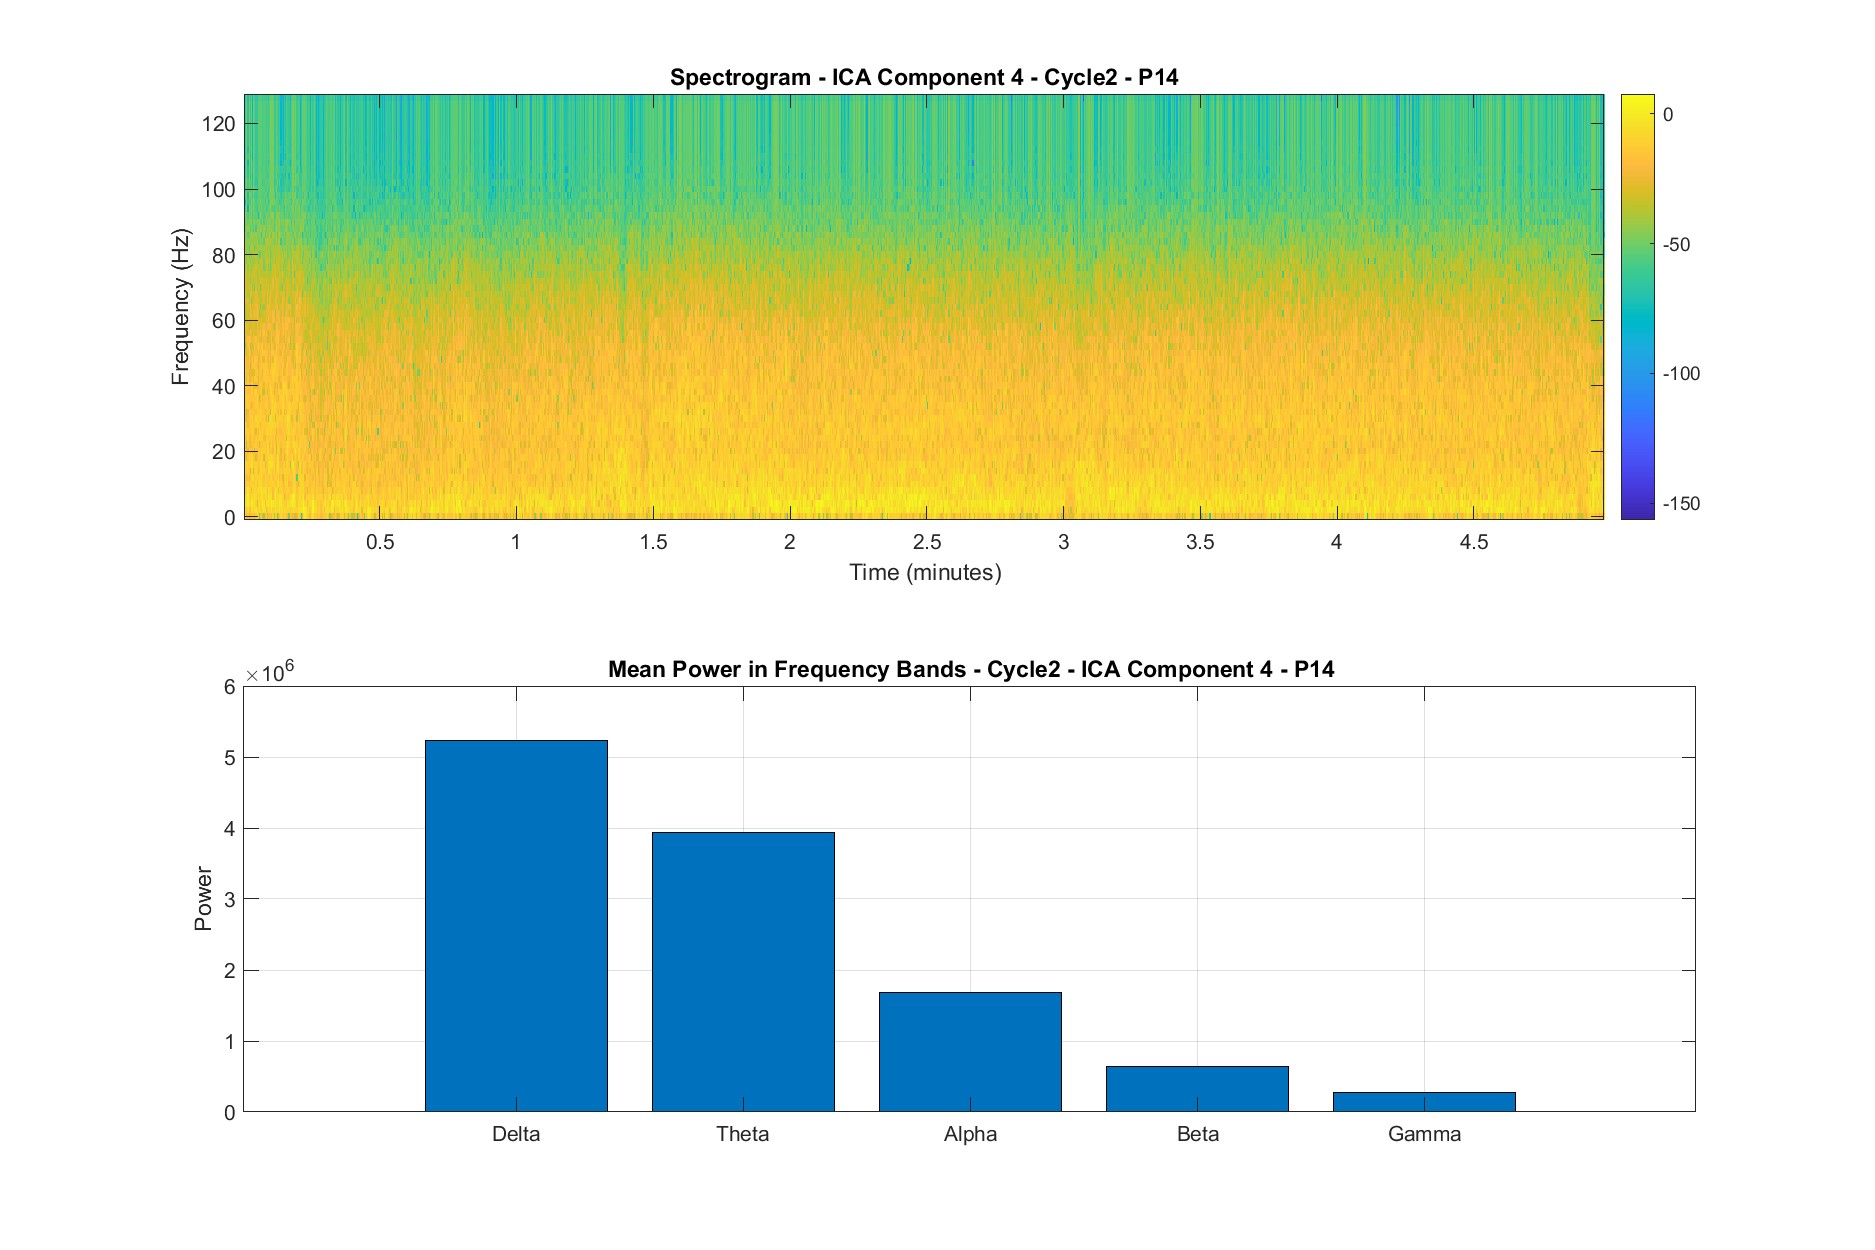 Spectrogram - ICA Component 4 - Cycle2 - P14
120
100
80
60
40
20
0
Frequency (Hz)
0.5 1 1.5 2 2.5 3 3.5 4 4.5
Time (minutes)
0
-50
-100
-150
Mean Power in Frequency Bands - Cycle2 - ICA Component 4 - P14
×10^6
6
5
4
3
2
1
0
Power
Delta Theta Alpha Beta Gamma